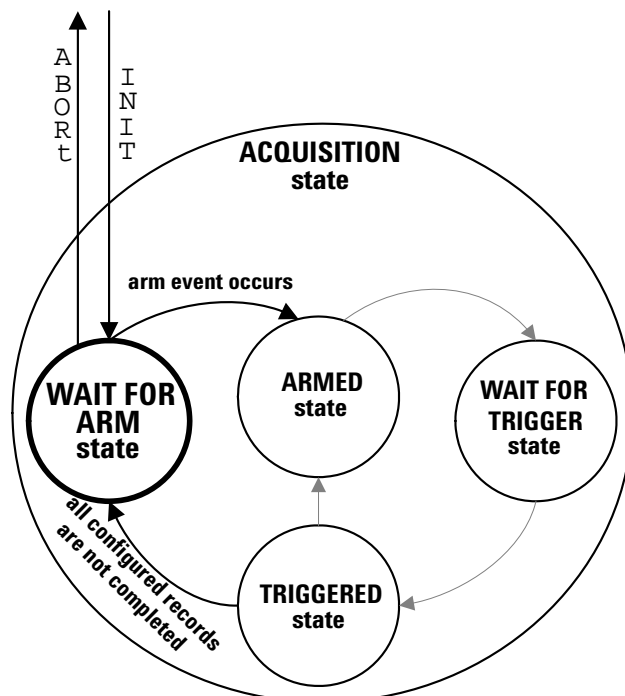 ABORt
INIT
ACQUISITION
state
arm event occurs
WAIT FOR
ARM
state
ARMED
state
WAIT FOR
TRIGGER
state
all configured records
are not completed
TRIGGERED
state